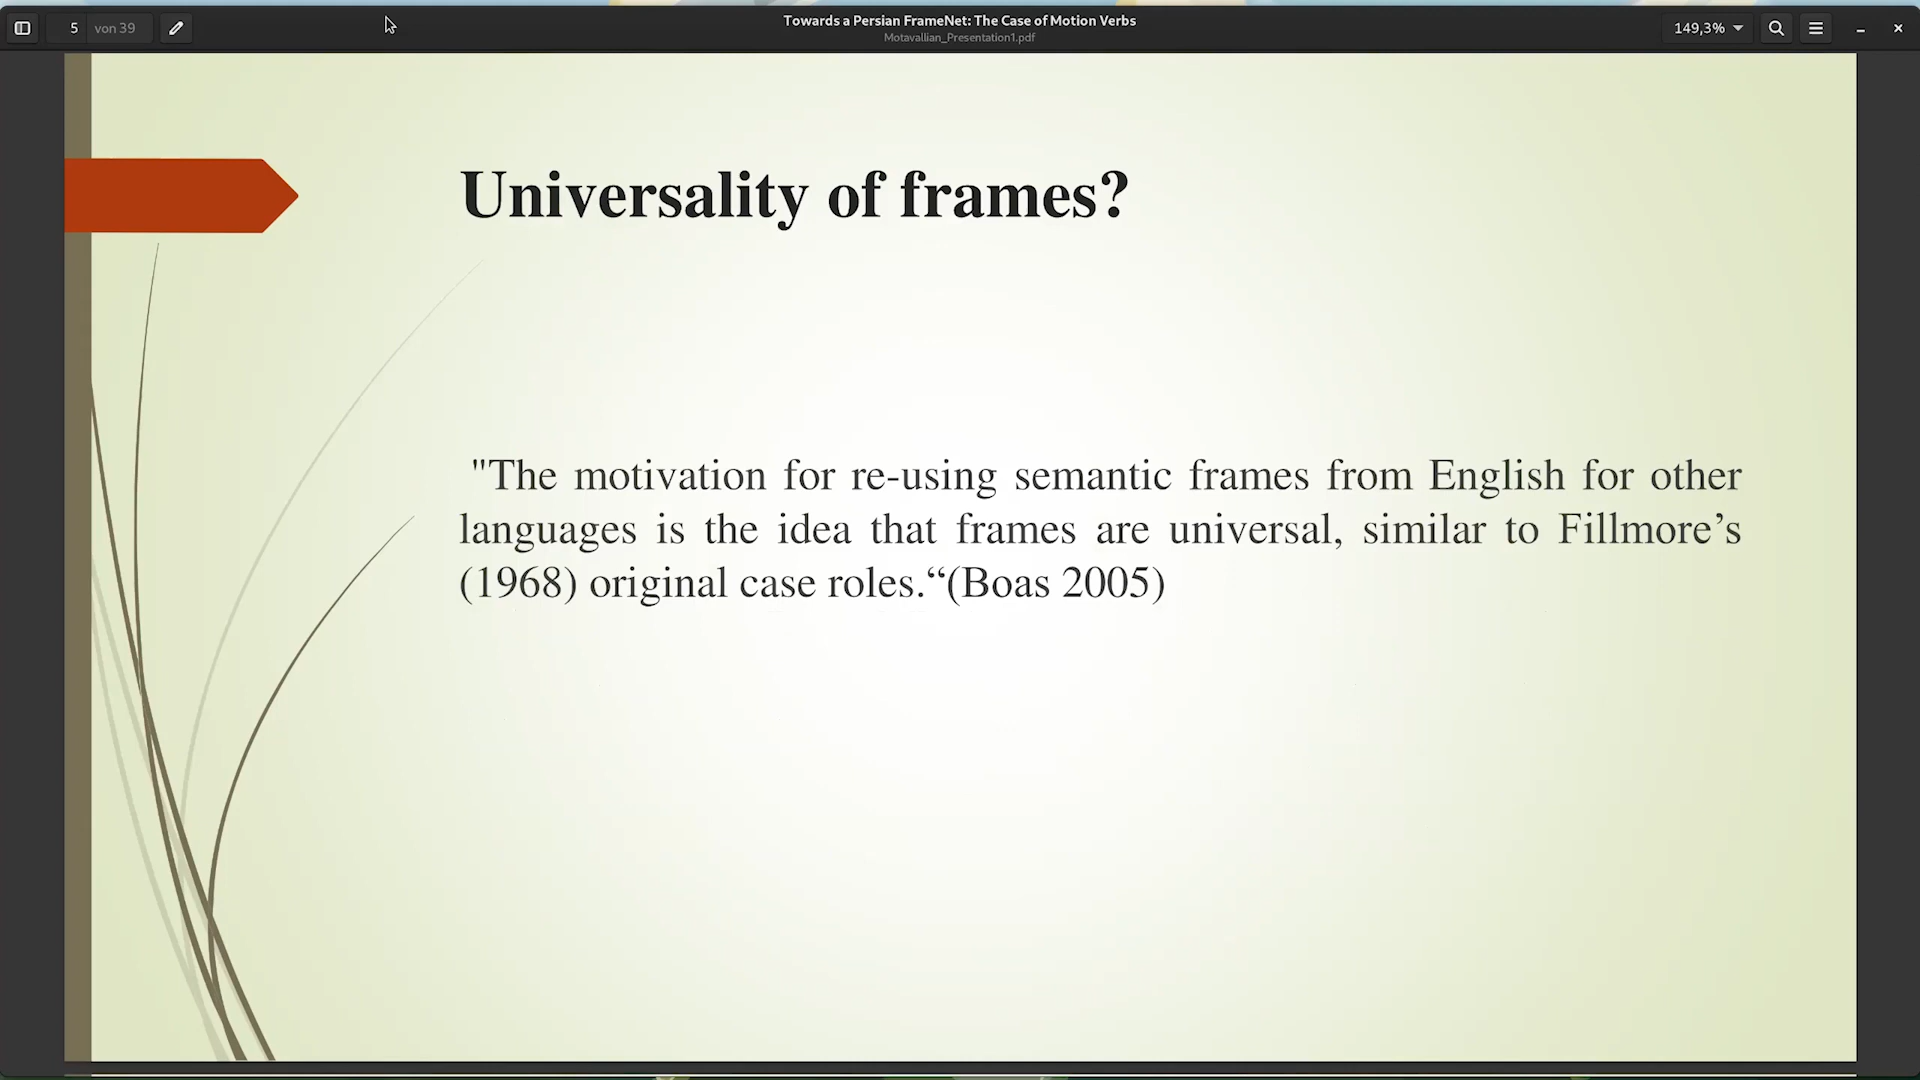 5 von 39
Towards a Persian FrameNet: The Case of Motion Verbs
Motavallian_Presentation1.pdf
149,3%
Universality of frames?
"The motivation for re-using semantic frames from English for other
languages is the idea that frames are universal, similar to Fillmore’s
(1968) original case roles.“(Boas 2005)